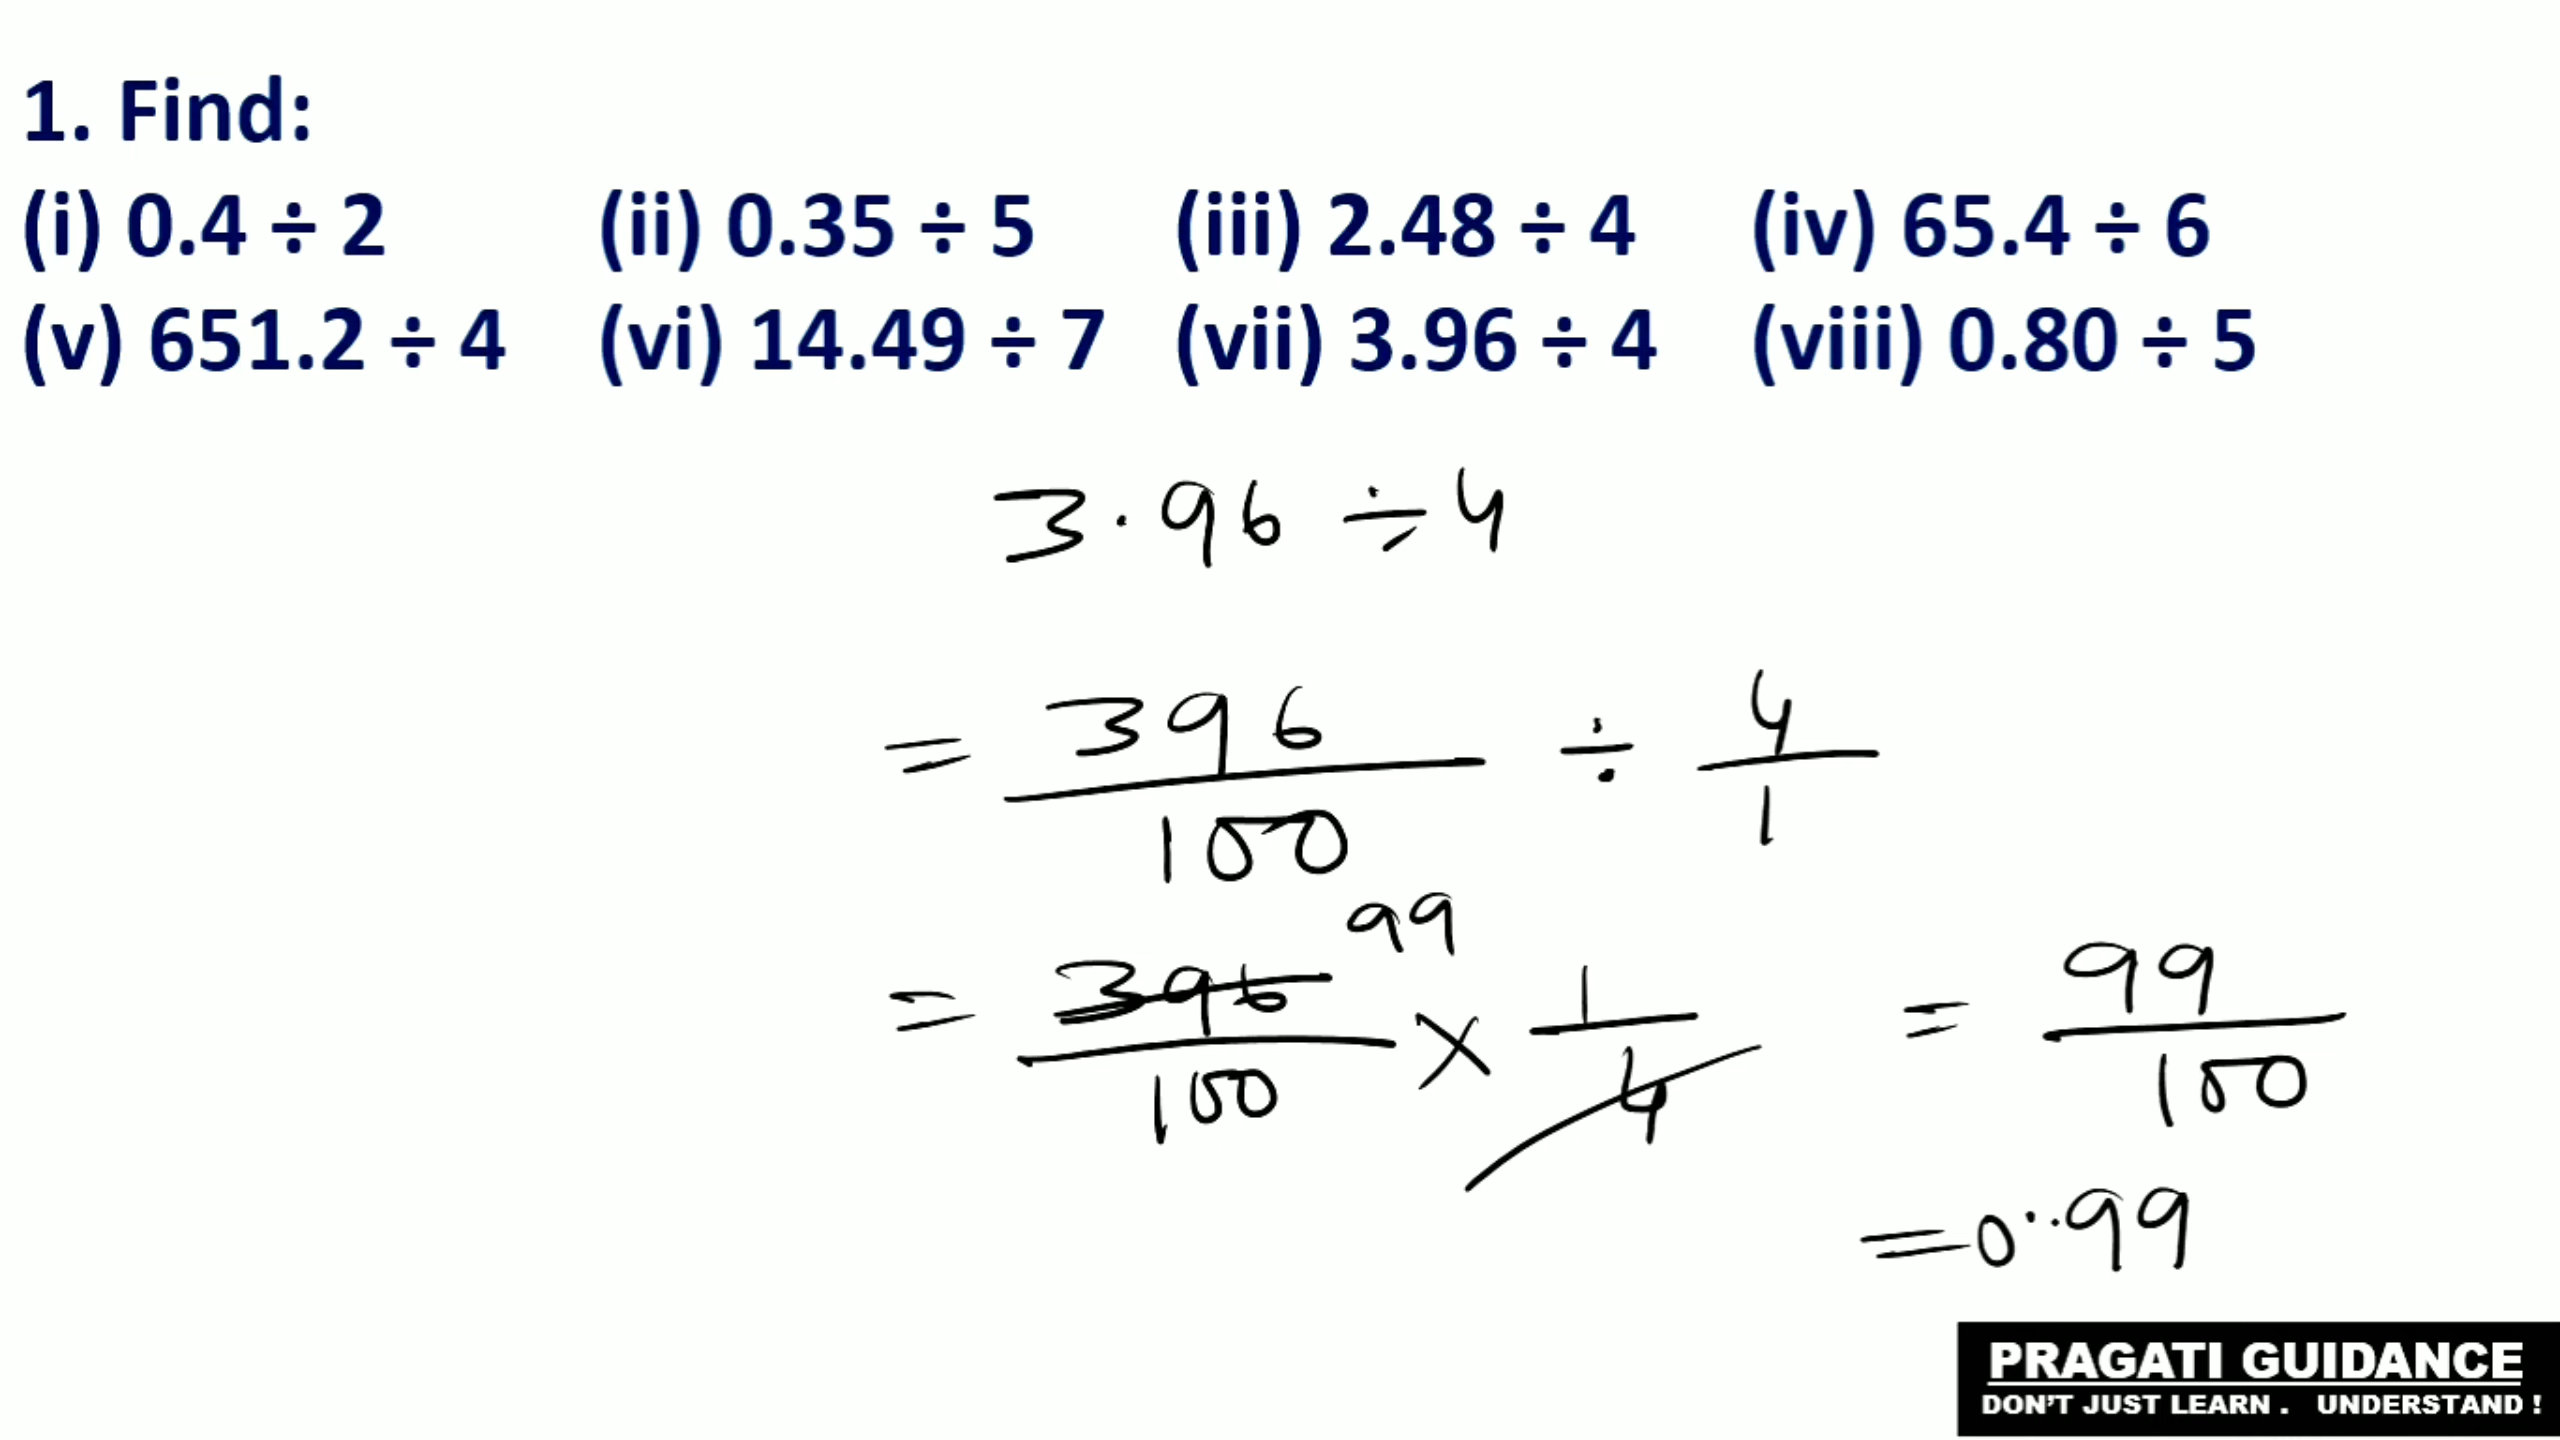 1. Find:
(i) 0.4 ÷ 2 (ii) 0.35 ÷ 5 (iii) 2.48 ÷ 4 (iv) 65.4 ÷ 6
(v) 651.2 ÷ 4 (vi) 14.49 ÷ 7 (vii) 3.96 ÷ 4 (viii) 0.80 ÷ 5
3.96 ÷ 4
= 396/100 ÷ 4/1
99
= 396/100 × 1/4 = 99/100
= 0.99
PRAGATI GUIDANCE
DON'T JUST LEARN . UNDERSTAND !